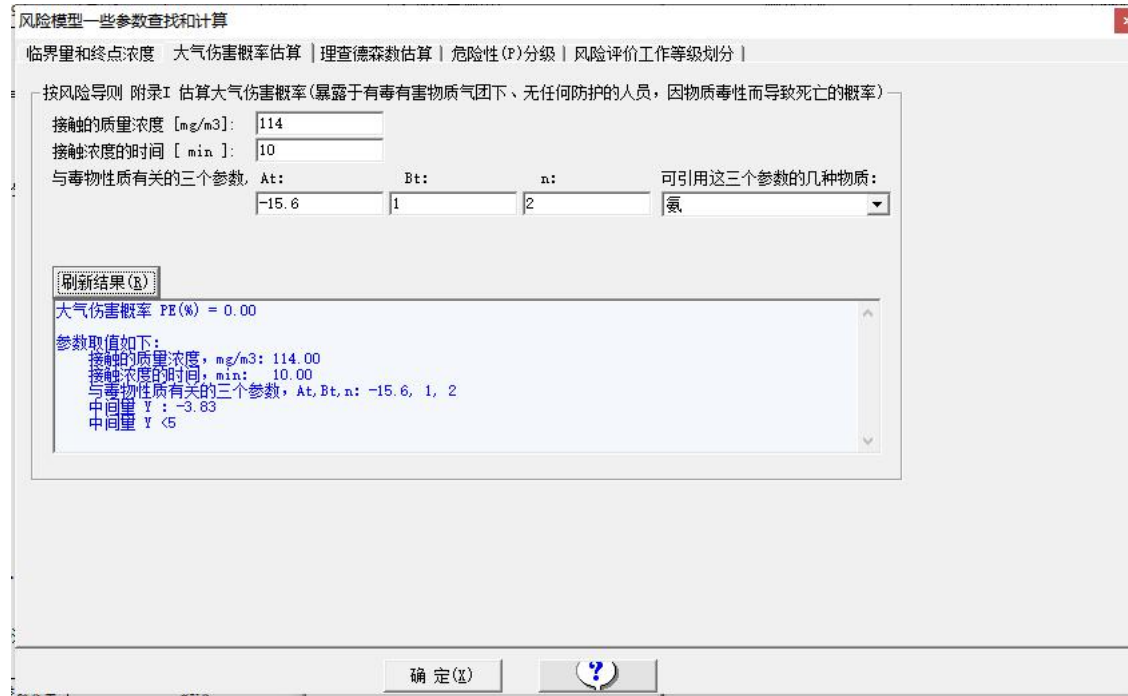 风险模型一些参数查找和计算
临界量和终点浓度 大气伤害概率估算 理查德森数估算 危险性(P)分级 风险评价工作等级划分
按风险导则 附录I 估算大气伤害概率(暴露于有毒有害物质气团下、无任何防护的人员，因物质毒性而导致死亡的概率)
接触的质量浓度 [mg/m3]: 114
接触浓度的时间 [ min ]: 10
与毒物性质有关的三个参数, At: Bt: n: 可引用这三个参数的几种物质:
-15.6 1 2 氨
刷新结果(R)
大气伤害概率 PE(%) = 0.00
参数取值如下:
接触的质量浓度, mg/m3: 114.00
接触浓度的时间, min: 10.00
与毒物性质有关的三个参数, At,Bt,n: -15.6, 1, 2
中间量 Y : -3.83
中间量 Y <5
确 定(X) ?